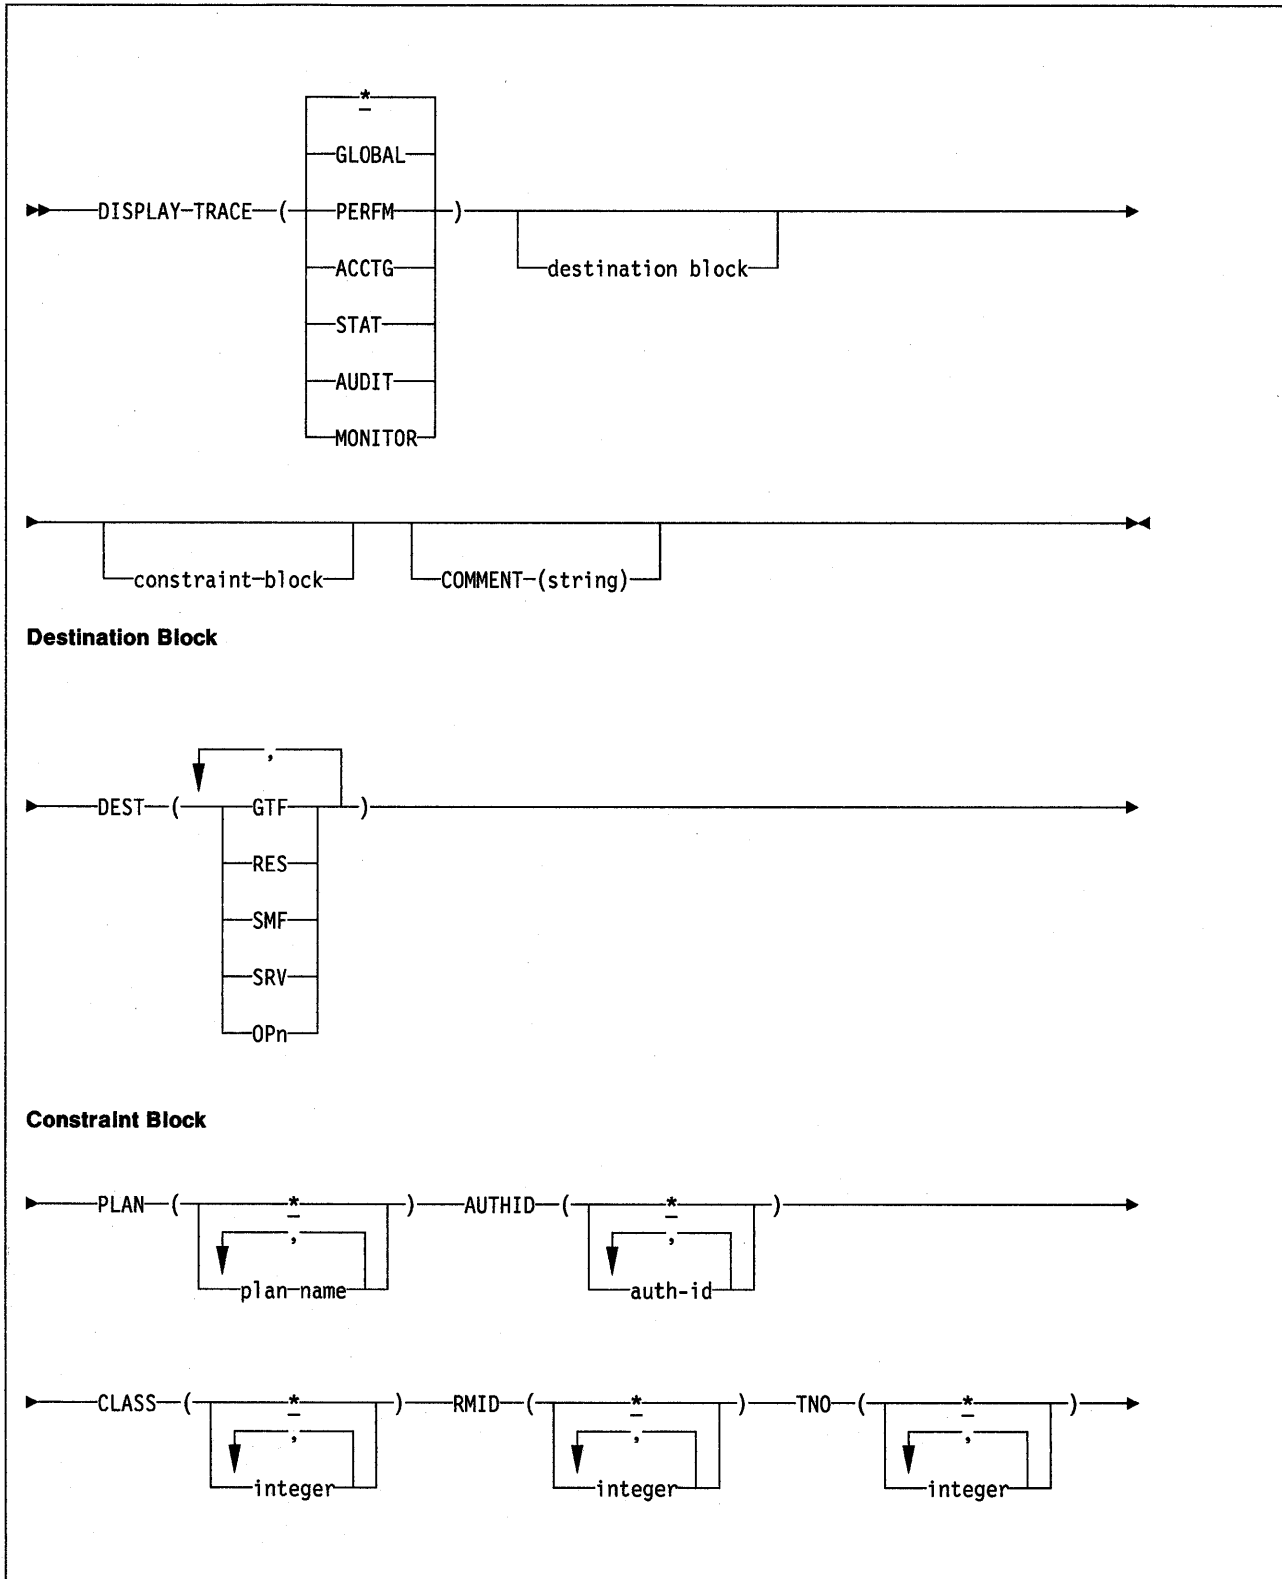 *
GLOBAL
DISPLAY TRACE ( PERFM )
ACCTG
destination block
STAT
AUDIT
MONITOR
constraint block
COMMENT (string)
Destination Block
,
DEST ( GTF )
RES
SMF
SRV
OPn
Constraint Block
PLAN ( * ) AUTHID ( * )
, ,
plan name auth-id
CLASS ( * ) RMID ( * ) TNO ( * )
, , ,
integer integer integer